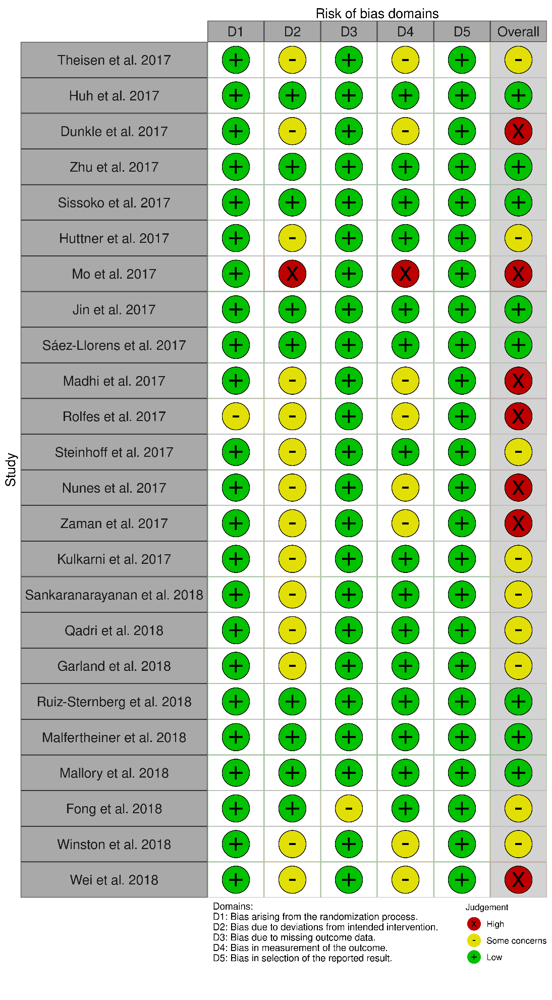 Risk of bias domains
D1 D2 D3 D4 D5 Overall
Theisen et al. 2017 + - + - + -
Huh et al. 2017 + + + + + +
Dunkle et al. 2017 + - + - + X
Zhu et al. 2017 + + + + + +
Sissoko et al. 2017 + + + + + +
Huttner et al. 2017 + - + + + -
Mo et al. 2017 + X + X + X
Jin et al. 2017 + + + + + +
Sáez-Llorens et al. 2017 + + + + + +
Madhi et al. 2017 + - + - + X
Rolfes et al. 2017 - - + - + X
Steinhoff et al. 2017 + - + + + -
Study
Nunes et al. 2017 + - + - + X
Zaman et al. 2017 + - + - + X
Kulkarni et al. 2017 + - + + + -
Sankaranarayanan et al. 2018 + - + + + -
Qadri et al. 2018 + - + + + -
Garland et al. 2018 + - + + + -
Ruiz-Sternberg et al. 2018 + + + + + +
Malfertheiner et al. 2018 + + + + + +
Mallory et al. 2018 + + + + + +
Fong et al. 2018 + + - + + -
Winston et al. 2018 + - + - + -
Wei et al. 2018 + - + - + X
Domains:
D1: Bias arising from the randomization process.
D2: Bias due to deviations from intended intervention.
D3: Bias due to missing outcome data.
D4: Bias in measurement of the outcome.
D5: Bias in selection of the reported result.
Judgement
X High
- Some concerns
+ Low